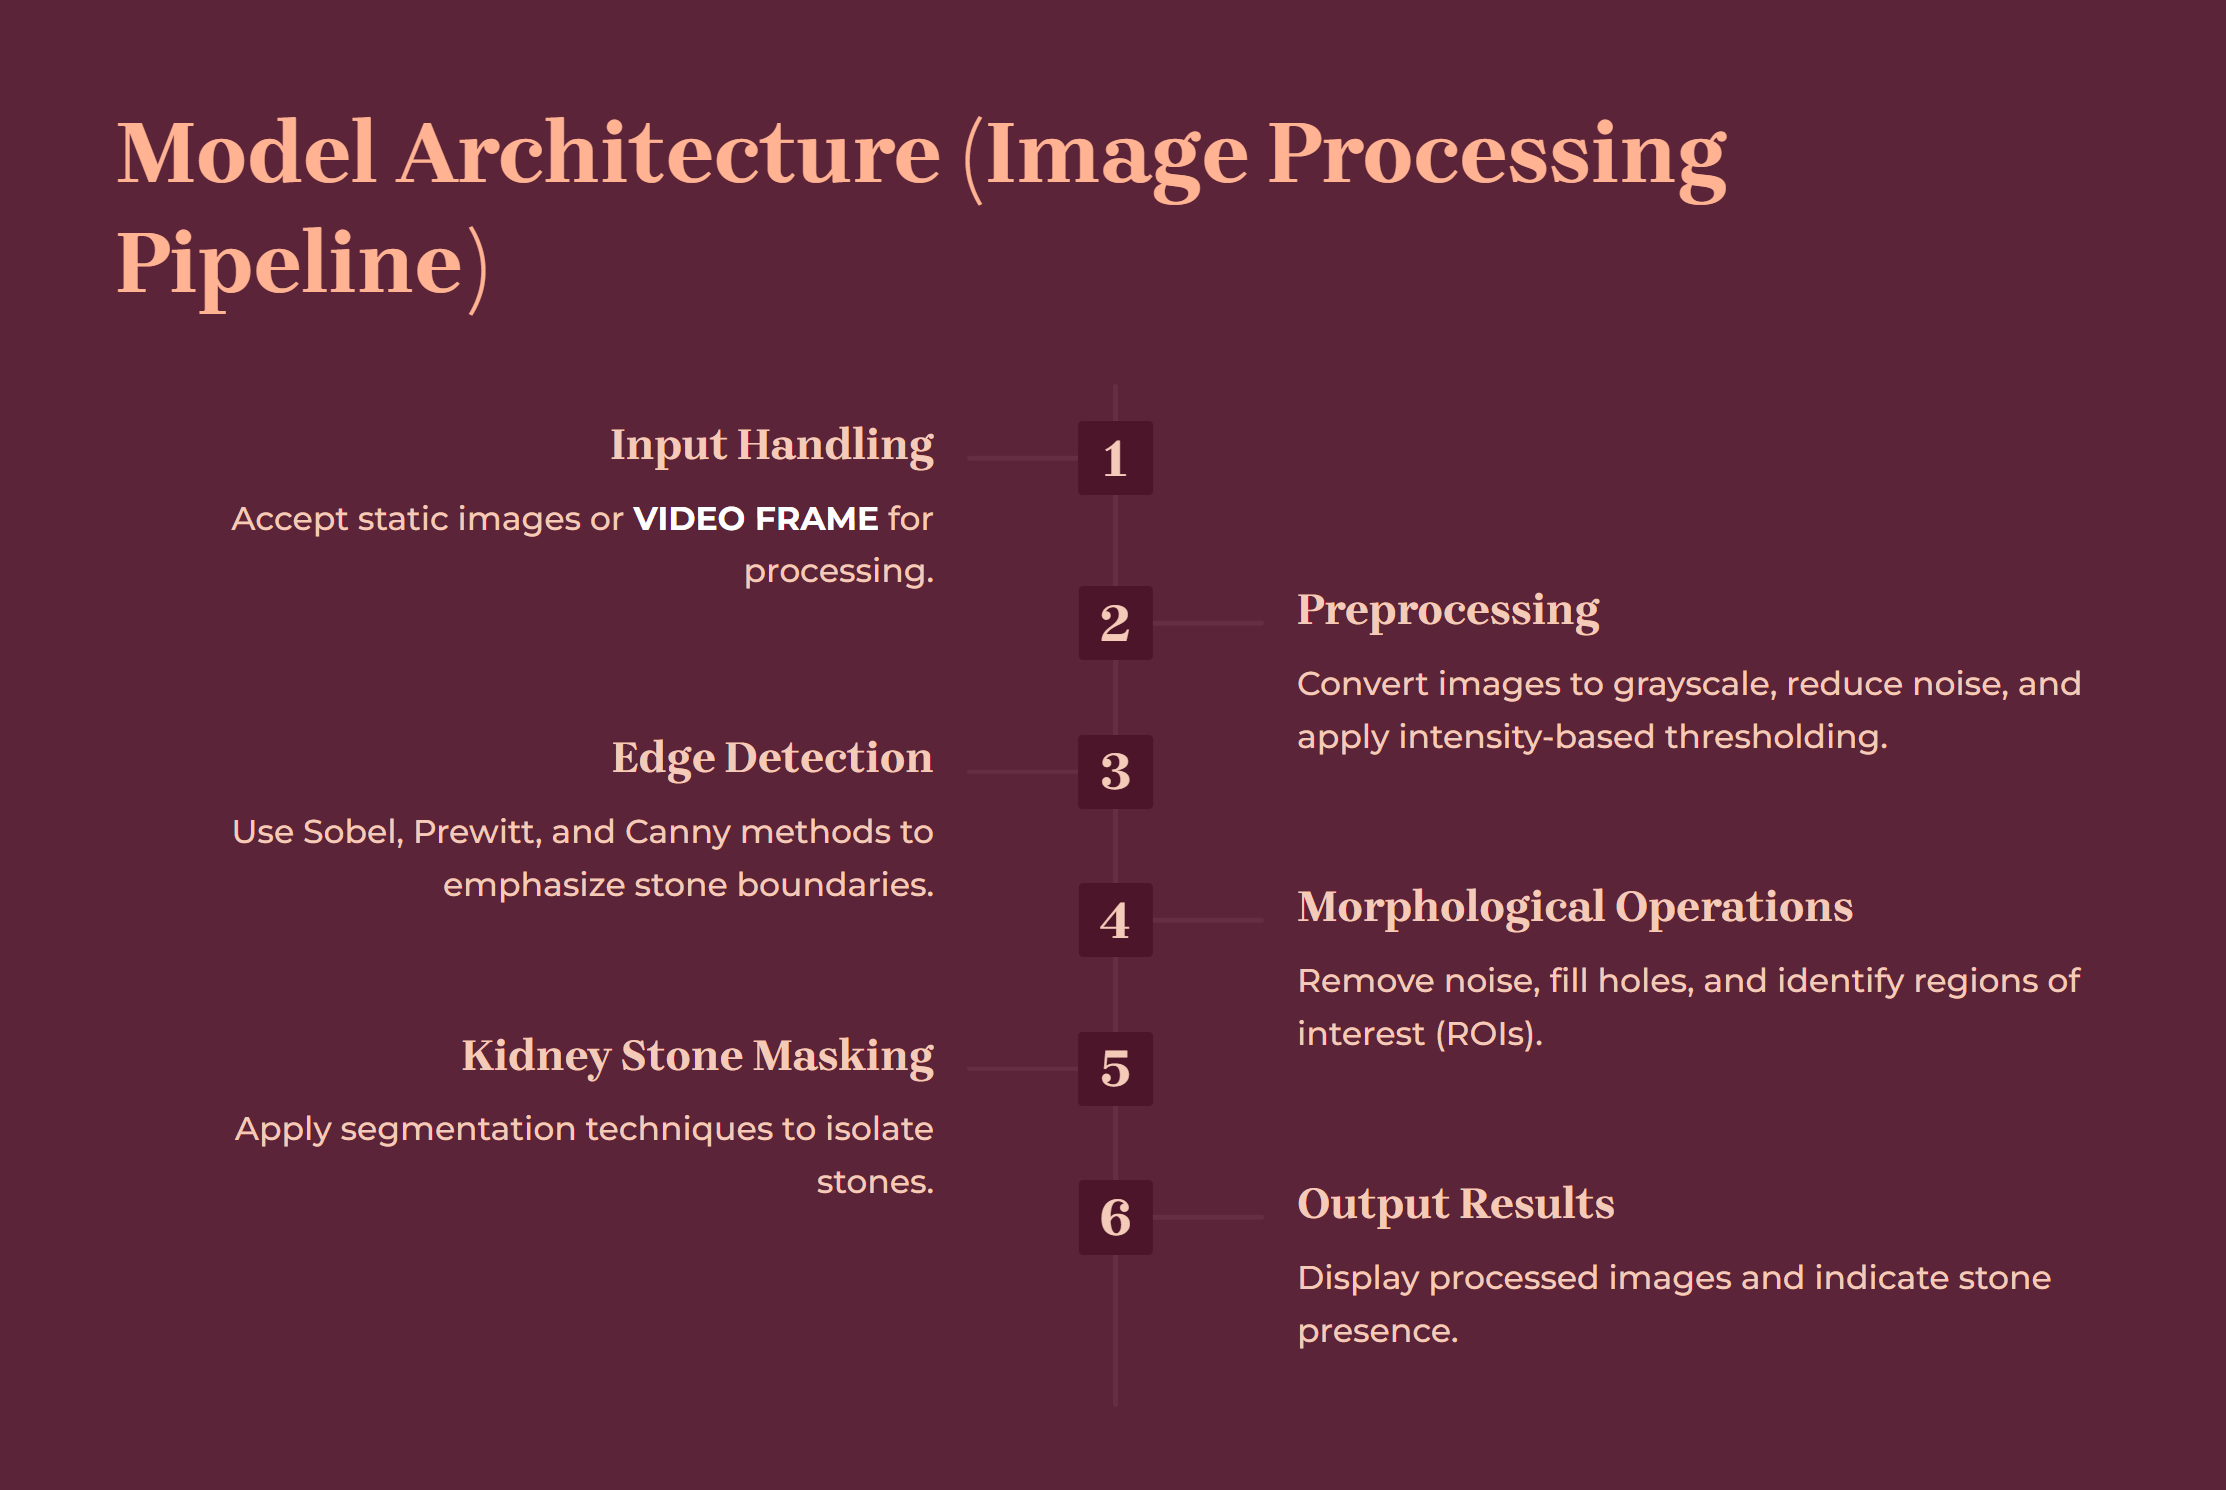 Model Architecture (Image Processing
Pipeline)
1
Input Handling
Accept static images or VIDEO FRAME for
processing.
2
Preprocessing
Convert images to grayscale, reduce noise, and
apply intensity-based thresholding.
3
Edge Detection
Use Sobel, Prewitt, and Canny methods to
emphasize stone boundaries.
4
Morphological Operations
Remove noise, fill holes, and identify regions of
interest (ROIs).
5
Kidney Stone Masking
Apply segmentation techniques to isolate
stones.
6
Output Results
Display processed images and indicate stone
presence.